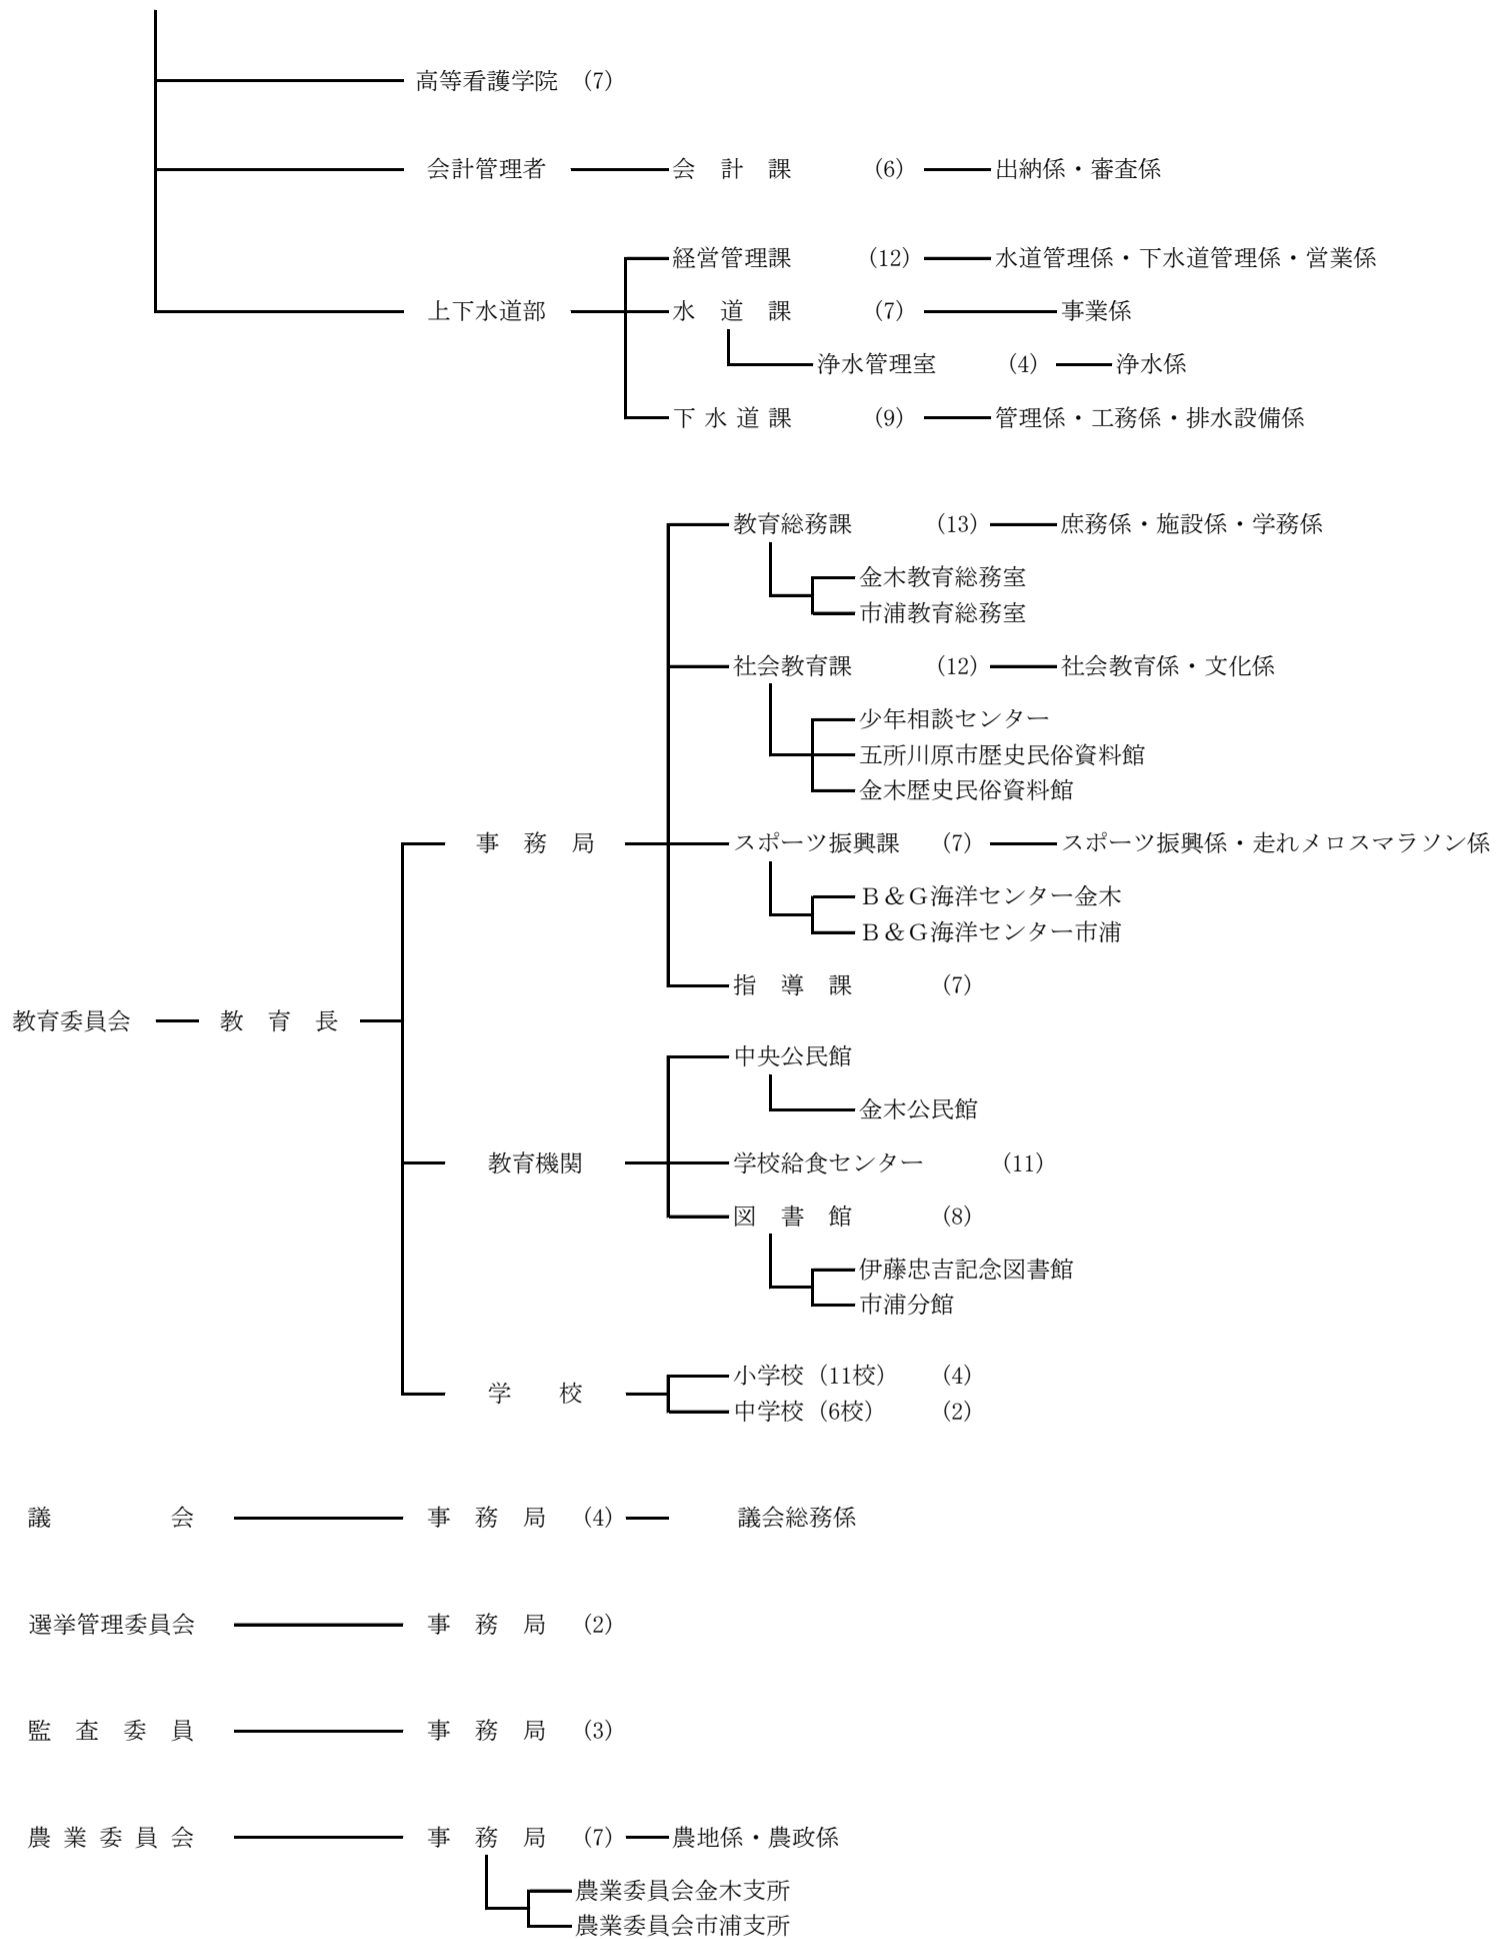 高等看護学院 (7)
会計管理者 会計課 (6) 出納係・審査係
経営管理課 (12) 水道管理係・下水道管理係・営業係
上下水道部 水道課 (7) 事業係
浄水管理室 (4) 浄水係
下水道課 (9) 管理係・工務係・排水設備係
教育総務課 (13) 庶務係・施設係・学務係
金木教育総務室
市浦教育総務室
社会教育課 (12) 社会教育係・文化係
少年相談センター
五所川原市歴史民俗資料館
金木歴史民俗資料館
事務局 スポーツ振興課 (7) スポーツ振興係・走れメロスマラソン係
B&G海洋センター金木
B&G海洋センター市浦
指導課 (7)
教育委員会 教育長
中央公民館
金木公民館
教育機関 学校給食センター (11)
図書館 (8)
伊藤忠吉記念図書館
市浦分館
小学校（11校） (4)
学校
中学校（6校） (2)
議会 事務局 (4) 議会総務係
選挙管理委員会 事務局 (2)
監査委員 事務局 (3)
農業委員会 事務局 (7) 農地係・農政係
農業委員会金木支所
農業委員会市浦支所